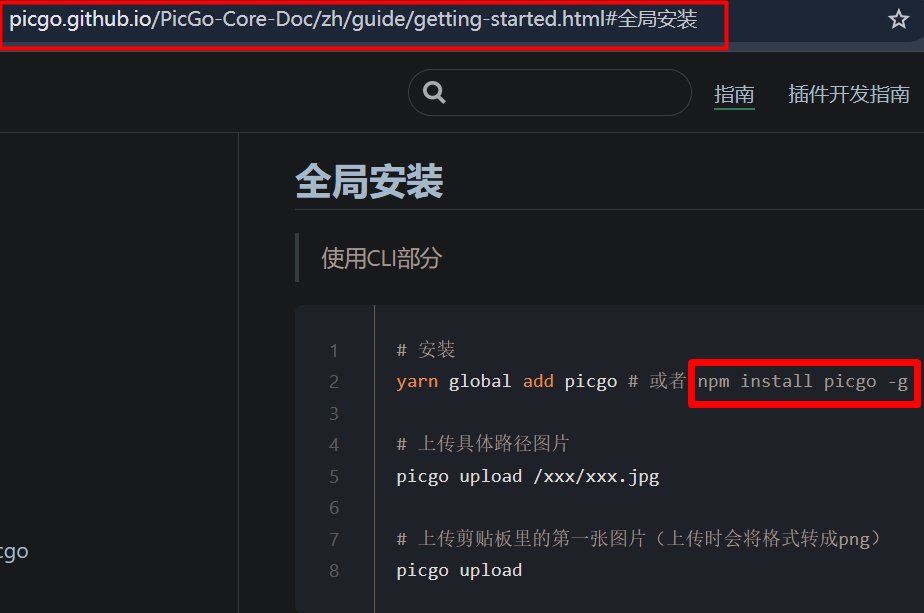 picgo.github.io/PicGo-Core-Doc/zh/guide/getting-started.html#全局安装
指南 插件开发指南
全局安装
使用CLI部分
1 # 安装
2 yarn global add picgo # 或者 npm install picgo -g
3
4 # 上传具体路径图片
5 picgo upload /xxx/xxx.jpg
6
7 # 上传剪贴板里的第一张图片（上传时会将格式转成png）
cgo
8 picgo upload